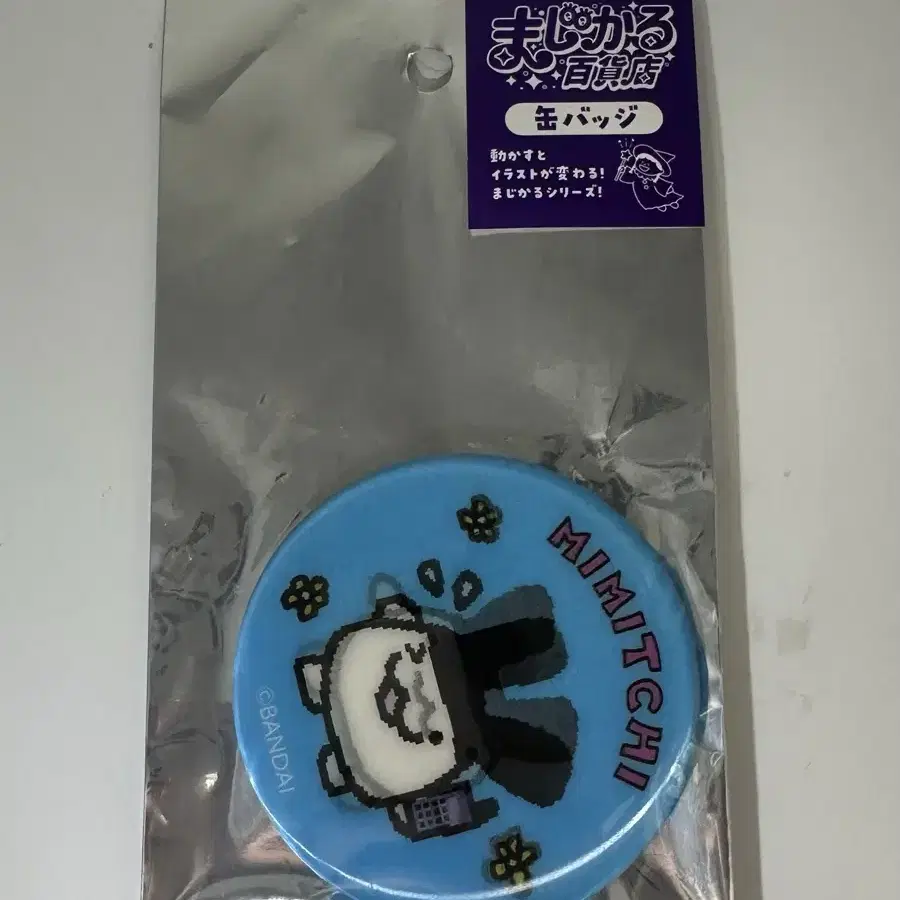 まじかる
百貨店
缶バッジ
動かすと
イラストが変わる!
まじかるシリーズ!
MIMITCHI
©BANDAI